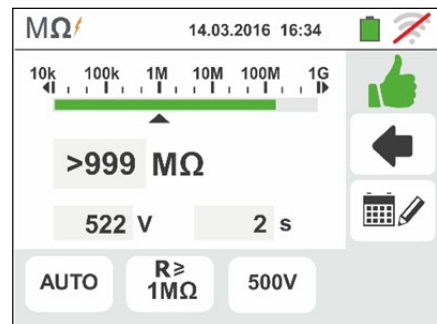 MΩ 14.03.2016 16:34
10k 100k 1M 10M 100M 1G
>999 MΩ
522 V 2 s
AUTO R≥ 1MΩ 500V